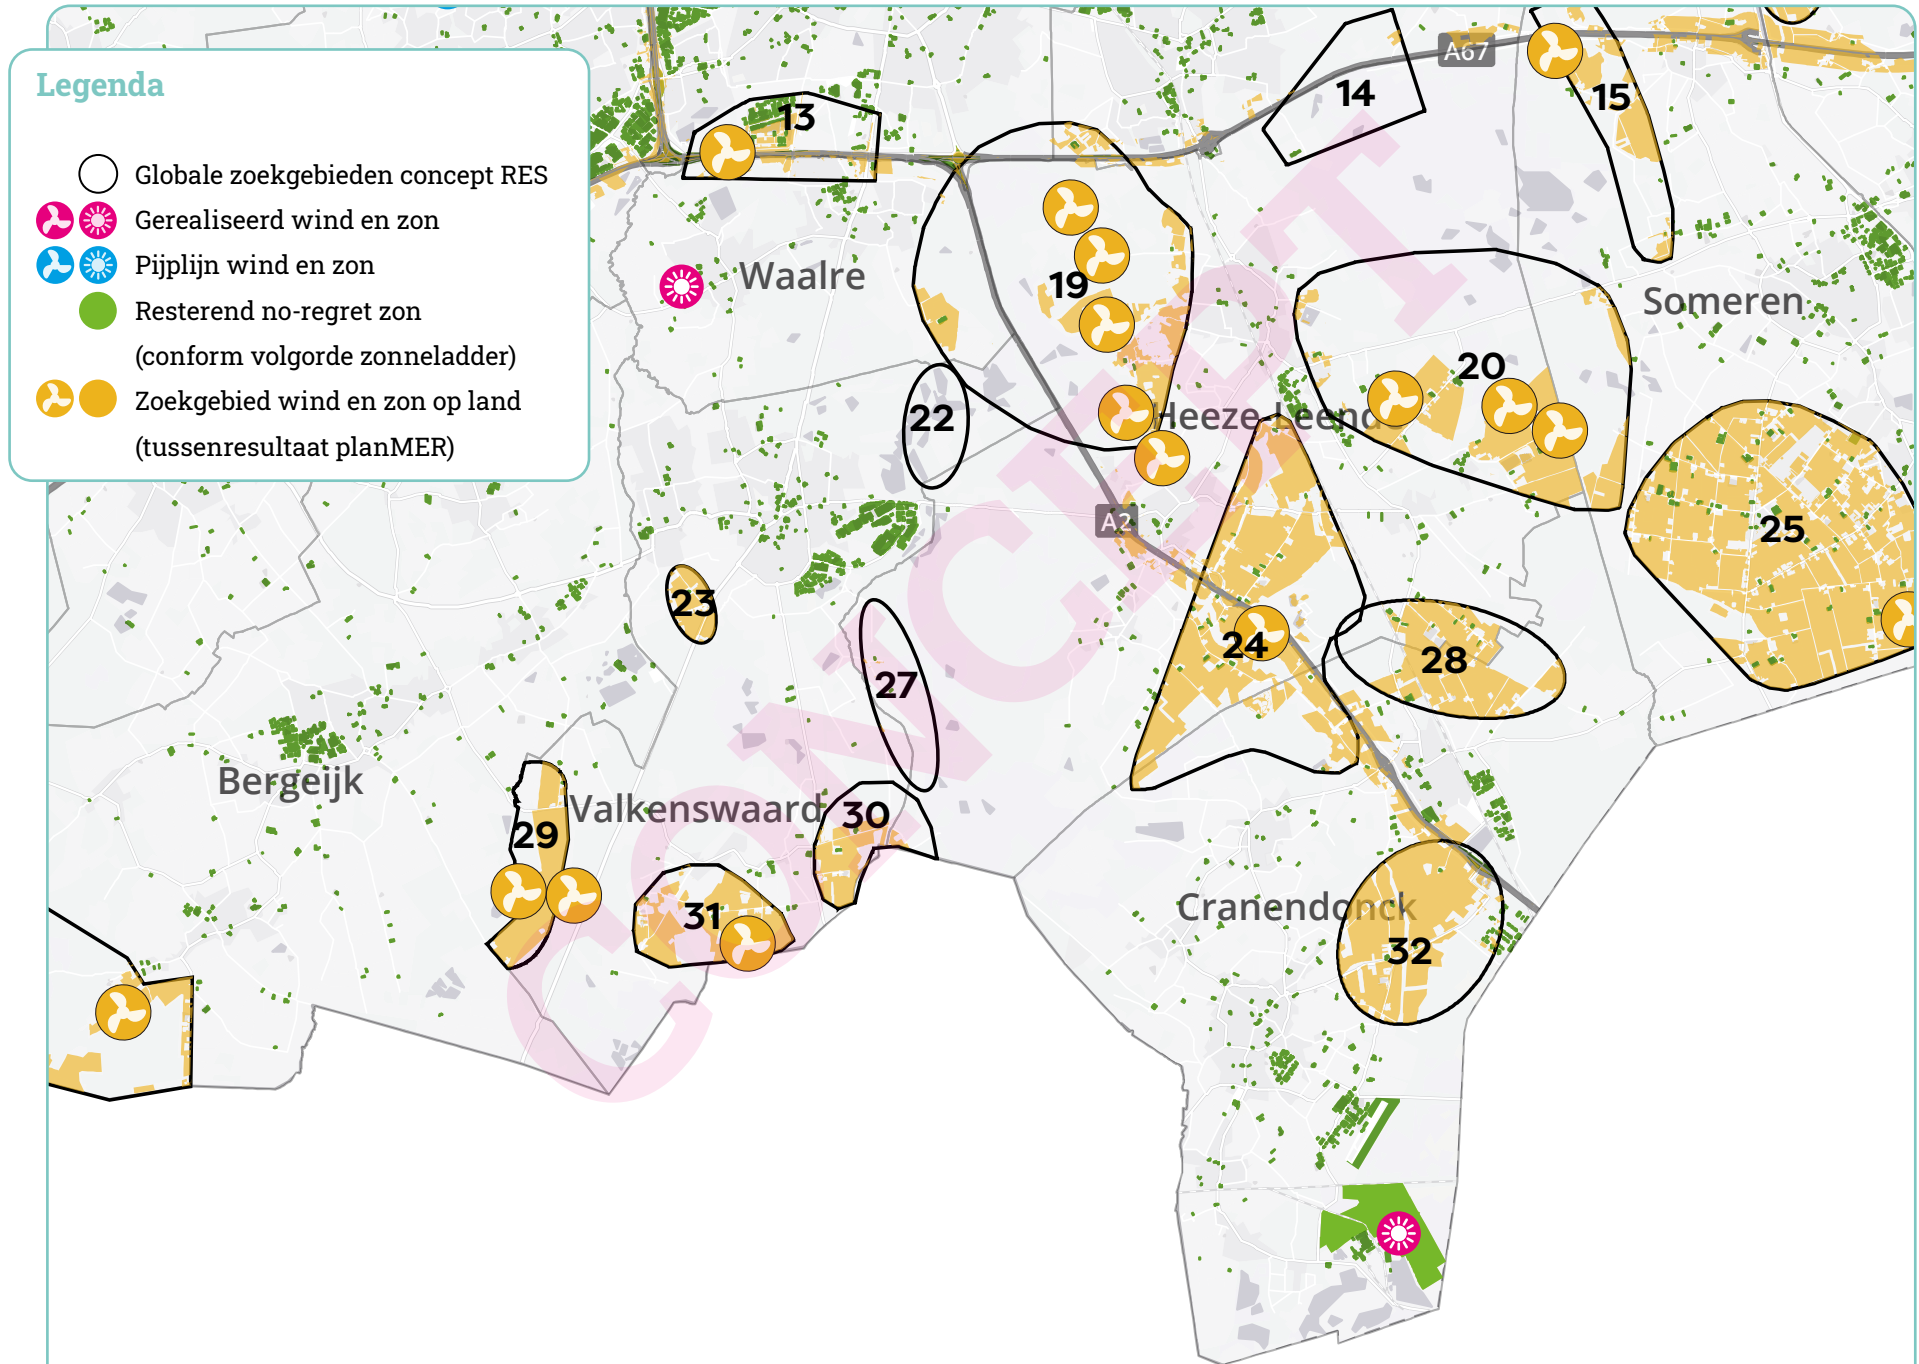 Legenda
Globale zoekgebieden concept RES
Gerealiseerd wind en zon
Pijplijn wind en zon
Resterend no-regret zon
(conform volgorde zonneladder)
Zoekgebied wind en zon op land
(tussenresultaat planMER)
A67
14
15
13
Waalre
19
Someren
20
22
Heeze-Leende
A2
25
23
24
28
27
Bergeijk
Valkenswaard
29
30
31
Cranendonck
32
CONCEPT